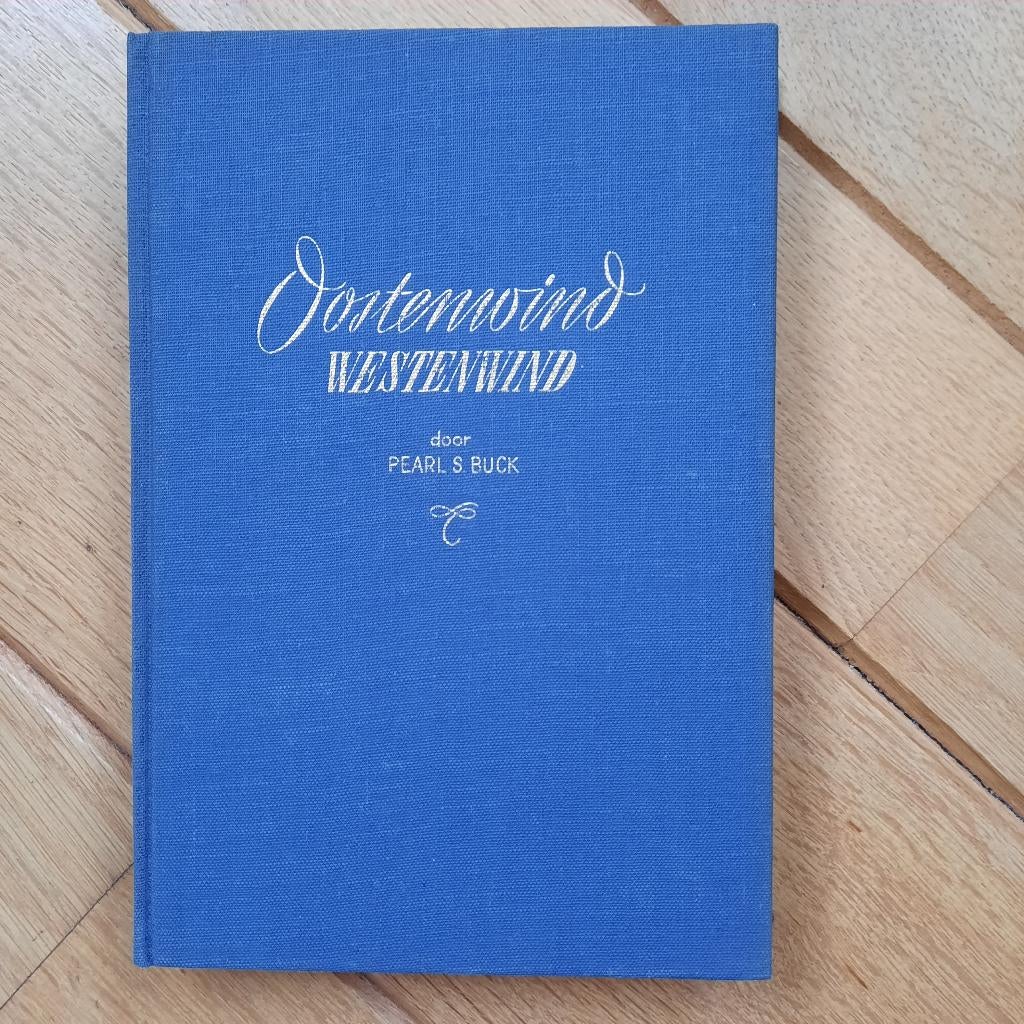 Oostenwind
WESTENWIND
door
PEARL S. BUCK